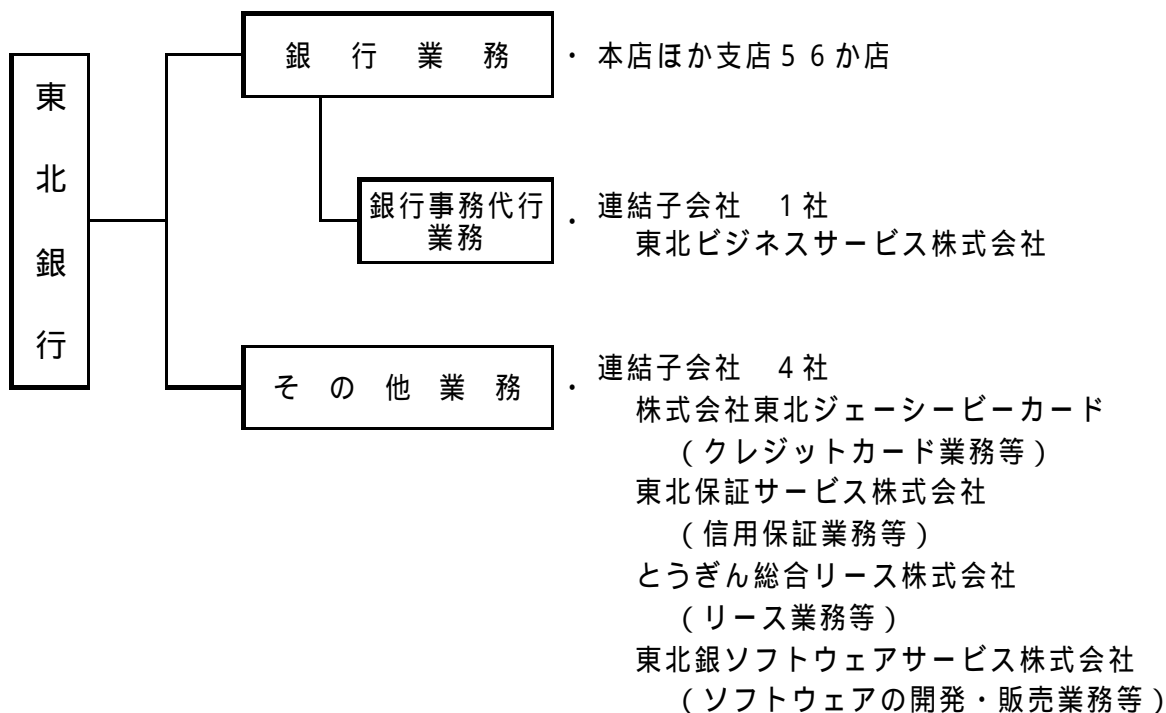 東北銀行
銀行業務
・ 本店ほか支店５６か店
銀行事務代行
業務
・ 連結子会社　１社
東北ビジネスサービス株式会社
その他業務
・ 連結子会社　４社
株式会社東北ジェーシービーカード
（クレジットカード業務等）
東北保証サービス株式会社
（信用保証業務等）
とうぎん総合リース株式会社
（リース業務等）
東北銀ソフトウェアサービス株式会社
（ソフトウェアの開発・販売業務等）